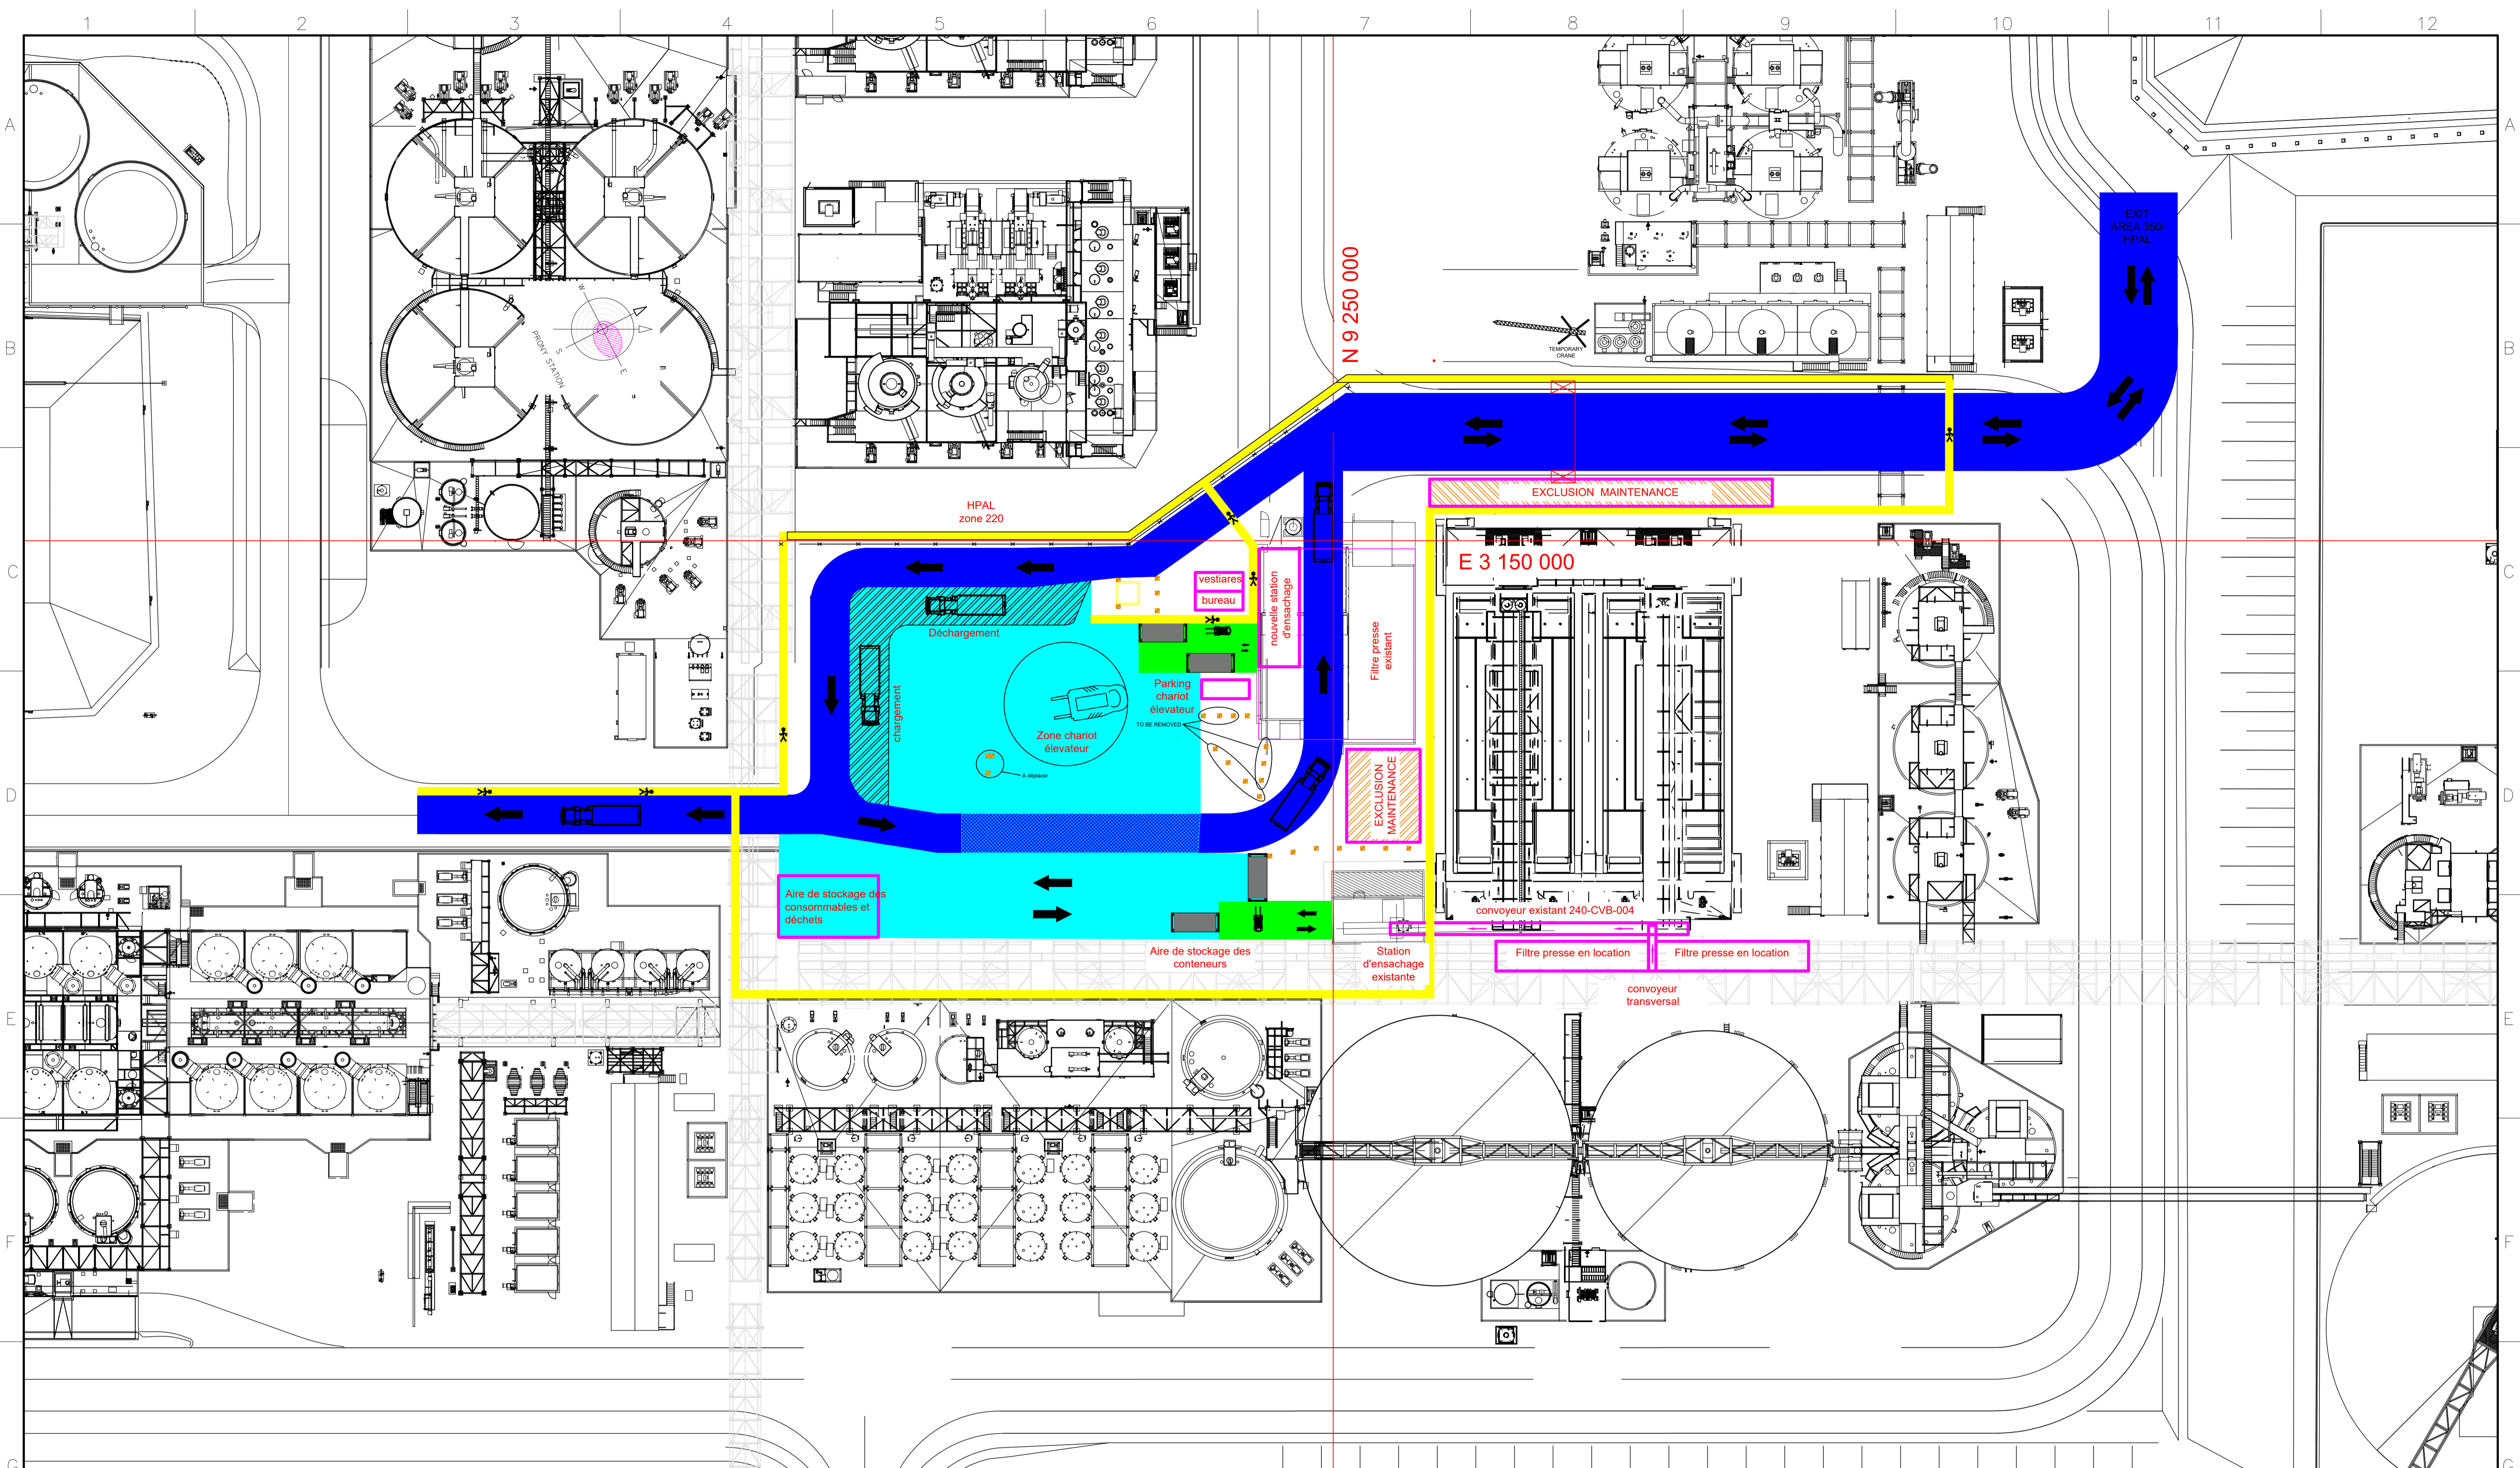 1 2 3 4 5 6 7 8 9 10 11 12
A
A
EXIT
AREA 360/
HPAL
N 9 250 000
W
S
E
PRONY STATION
TEMPORARY
CRANE
B
B
EXCLUSION MAINTENANCE
HPAL
zone 220
E 3 150 000
C
C
vestiares
bureau
nouvelle station
d'ensachage
Déchargement
Filtre presse
existant
chargement
Parking
chariot
élevateur
TO BE REMOVED
Zone chariot
élevateur
A déplacer
EXCLUSION
MAINTENANCE
D
D
Aire de stockage des
consommables et
déchets
convoyeur existant 240-CVB-004
Aire de stockage des
conteneurs
Station
d'ensachage
existante
Filtre presse en location
Filtre presse en location
convoyeur
transversal
E
E
F
F
G
G